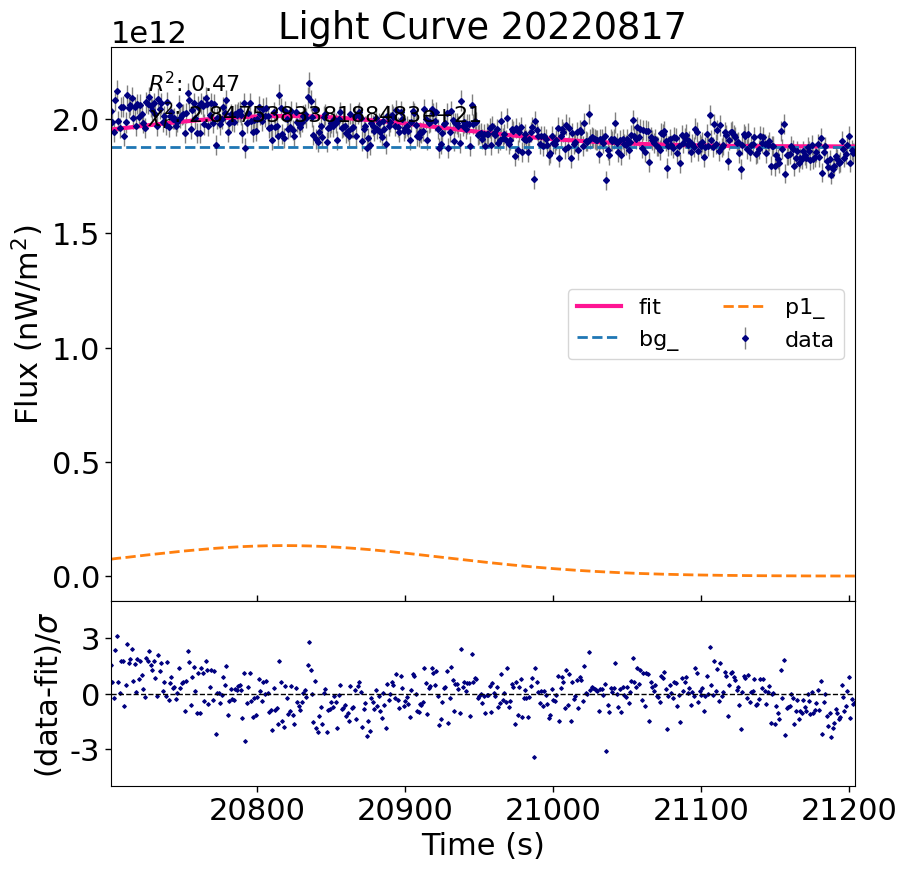 Light Curve 20220817
1e12
R²: 0.47
2.0
1.5
1.0
0.5
0.0
Flux (nW/m²)
fit
bg_
p1_
data
3
0
-3
(data-fit)/σ
20800 20900 21000 21100 21200
Time (s)